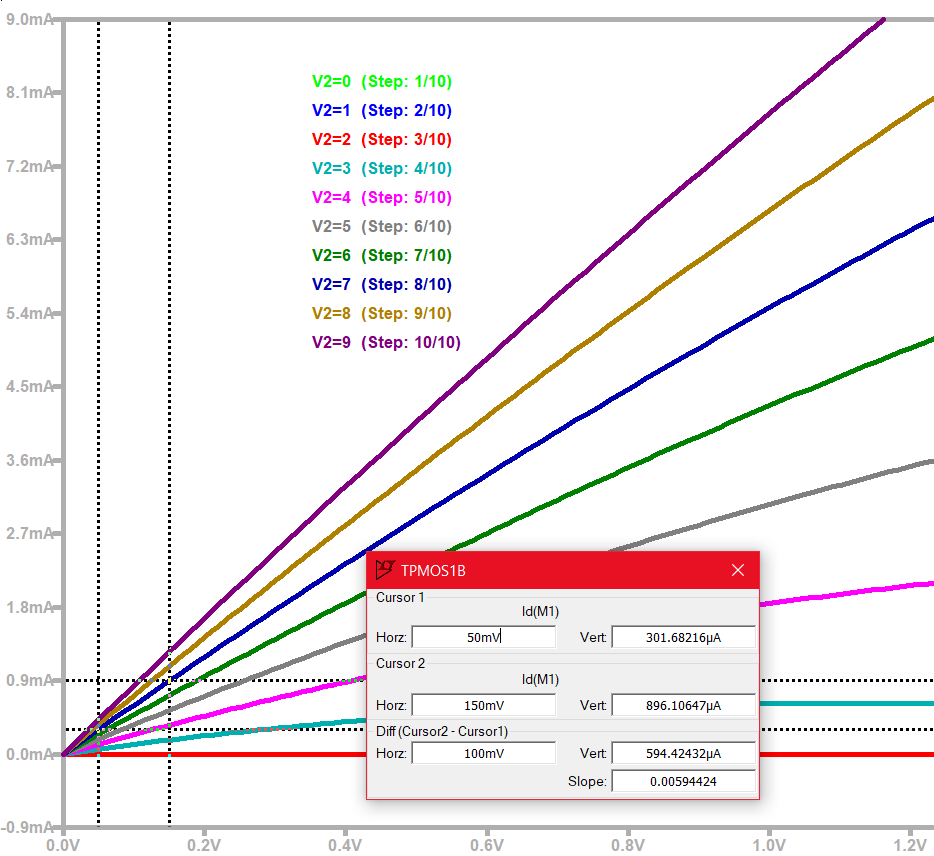 9.0mA
8.1mA
7.2mA
6.3mA
5.4mA
4.5mA
3.6mA
2.7mA
1.8mA
0.9mA
0.0mA
-0.9mA
V2=0 (Step: 1/10)
V2=1 (Step: 2/10)
V2=2 (Step: 3/10)
V2=3 (Step: 4/10)
V2=4 (Step: 5/10)
V2=5 (Step: 6/10)
V2=6 (Step: 7/10)
V2=7 (Step: 8/10)
V2=8 (Step: 9/10)
V2=9 (Step: 10/10)
TPMOS1B
Cursor 1
Id(M1)
Horz: 50mV Vert: 301.68216µA
Cursor 2
Id(M1)
Horz: 150mV Vert: 896.10647µA
Diff (Cursor2 - Cursor1)
Horz: 100mV Vert: 594.42432µA
Slope: 0.00594424
0.0V 0.2V 0.4V 0.6V 0.8V 1.0V 1.2V